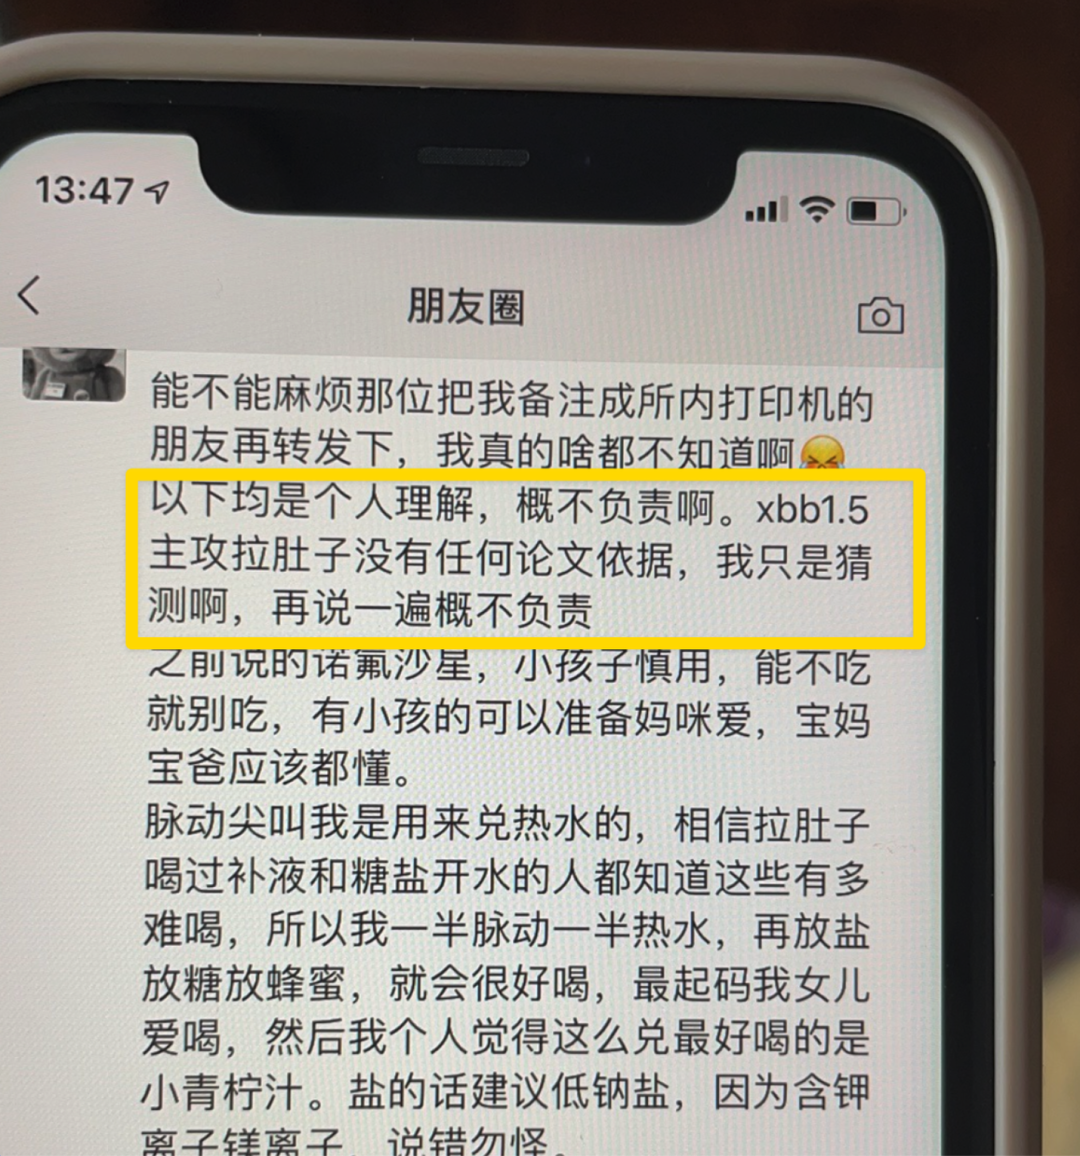 13:47
朋友圈
能不能麻烦那位把我备注成所内打印机的
朋友再转发下，我真的啥都不知道啊😆
以下均是个人理解，概不负责啊。xbb1.5
主攻拉肚子没有任何论文依据，我只是猜
测啊，再说一遍概不负责
之前说的诺氟沙星，小孩子慎用，能不吃
就别吃，有小孩的可以准备妈咪爱，宝妈
宝爸应该都懂。
脉动尖叫我是用来兑热水的，相信拉肚子
喝过补液和糖盐开水的人都知道这些有多
难喝，所以我一半脉动一半热水，再放盐
放糖放蜂蜜，就会很好喝，最起码我女儿
爱喝，然后我个人觉得这么兑最好喝的是
小青柠汁。盐的话建议低钠盐，因为含钾
离子镁离子，说错勿怪。